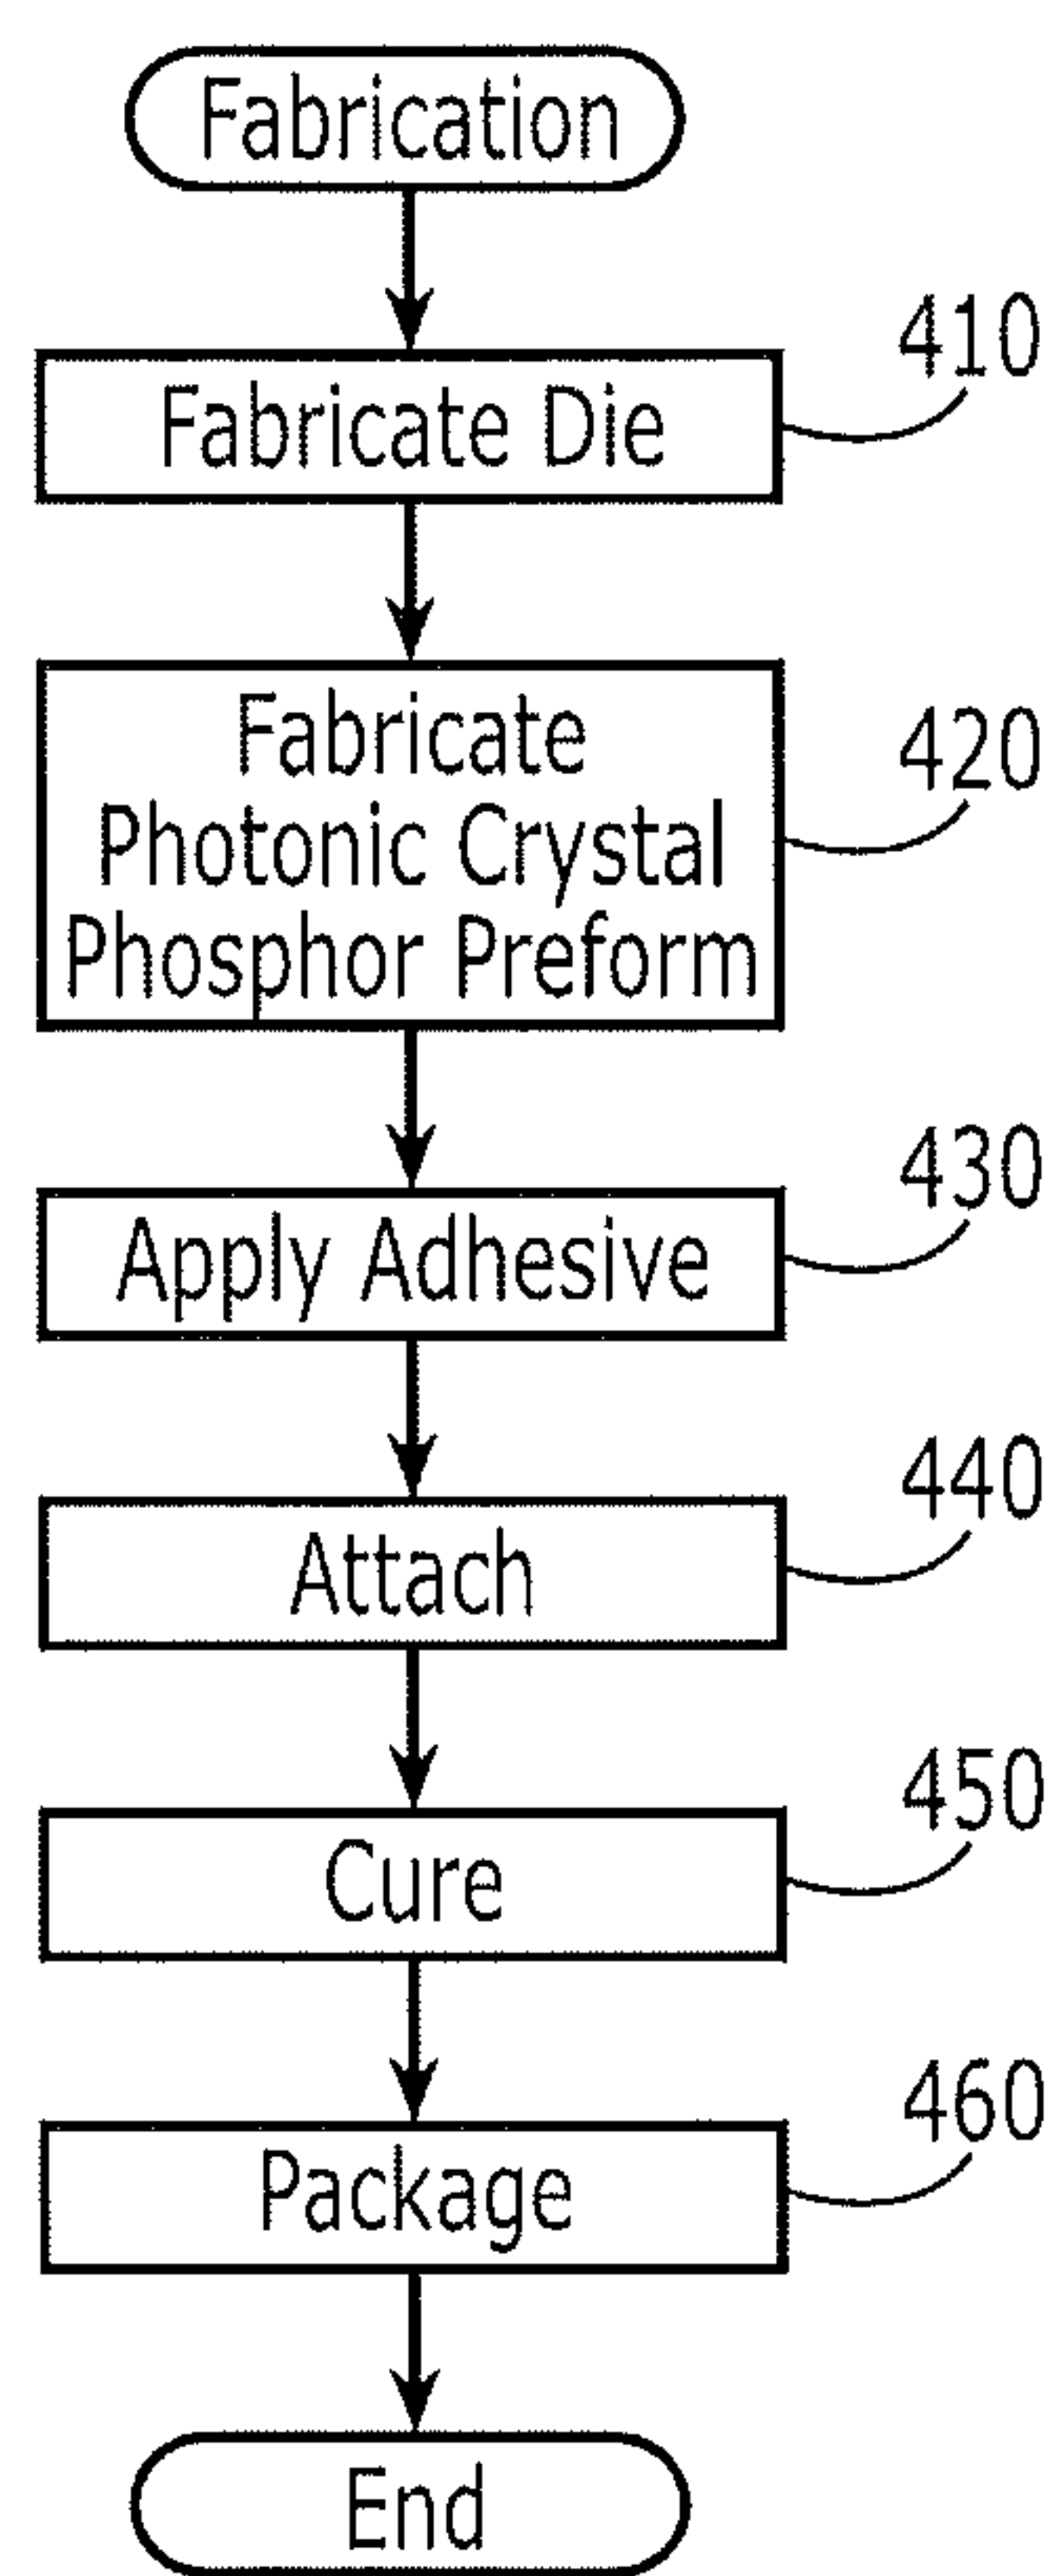 Fabrication
410
Fabricate Die
420
Fabricate
Photonic Crystal
Phosphor Preform
430
Apply Adhesive
440
Attach
450
Cure
460
Package
End